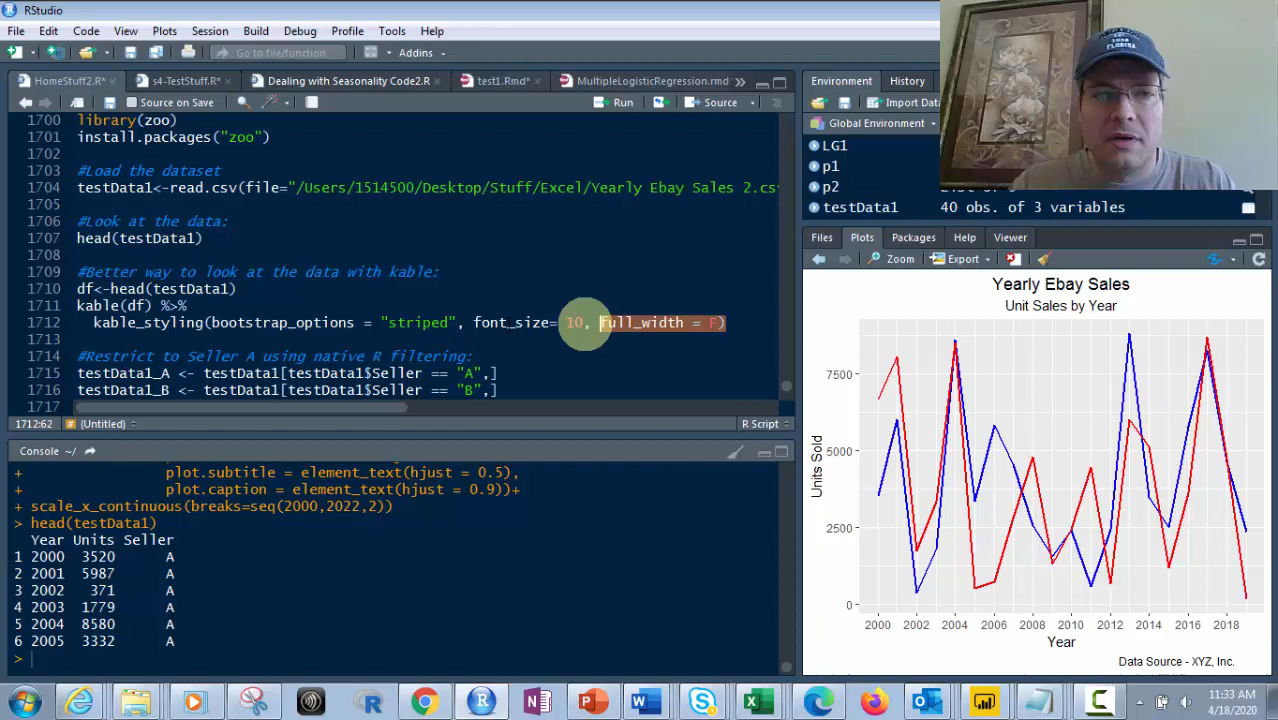 RStudio
File Edit Code View Plots Session Build Debug Profile Tools Help
Go to file/function Addins
HomeStuff2.R* s4-TestStuff.R* Dealing with Seasonality Code2.R test1.Rmd* MultipleLogisticRegression.rmd
Source on Save Run Source
1700 library(zoo)
1701 install.packages("zoo")
1702
1703 #Load the dataset
1704 testData1<-read.csv(file="/Users/1514500/Desktop/Stuff/Excel/Yearly Ebay Sales 2.cs
1705
1706 #Look at the data:
1707 head(testData1)
1708
1709 #Better way to look at the data with kable:
1710 df<-head(testData1)
1711 kable(df) %>%
1712 kable_styling(bootstrap_options = "striped", font_size= 10, full_width = F)
1713
1714 #Restrict to Seller A using native R filtering:
1715 testData1_A <- testData1[testData1$Seller == "A",]
1716 testData1_B <- testData1[testData1$Seller == "B",]
1717
1712:62 (Untitled) R Script
Console ~/
+ plot.subtitle = element_text(hjust = 0.5),
+ plot.caption = element_text(hjust = 0.9))+
+ scale_x_continuous(breaks=seq(2000,2022,2))
> head(testData1)
Year Units Seller
1 2000 3520 A
2 2001 5987 A
3 2002 371 A
4 2003 1779 A
5 2004 8580 A
6 2005 3332 A
>
Environment History
Import Data
Global Environment
LG1
p1
p2
testData1 40 obs. of 3 variables
Files Plots Packages Help Viewer
Zoom Export
Yearly Ebay Sales
Unit Sales by Year
7500
5000
2500
0
Units Sold
2000 2002 2004 2006 2008 2010 2012 2014 2016 2018
Year
Data Source - XYZ, Inc.
11:33 AM
4/18/2020